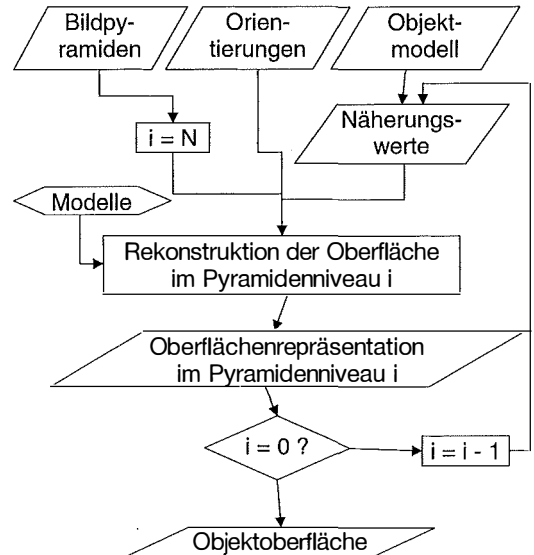 Bildpy-
ramiden
Orien-
tierungen
Objekt-
modell
i = N
Näherungs-
werte
Modelle
Rekonstruktion der Oberfläche
im Pyramidenniveau i
Oberflächenrepräsentation
im Pyramidenniveau i
i = 0 ?
i = i - 1
Objektoberfläche